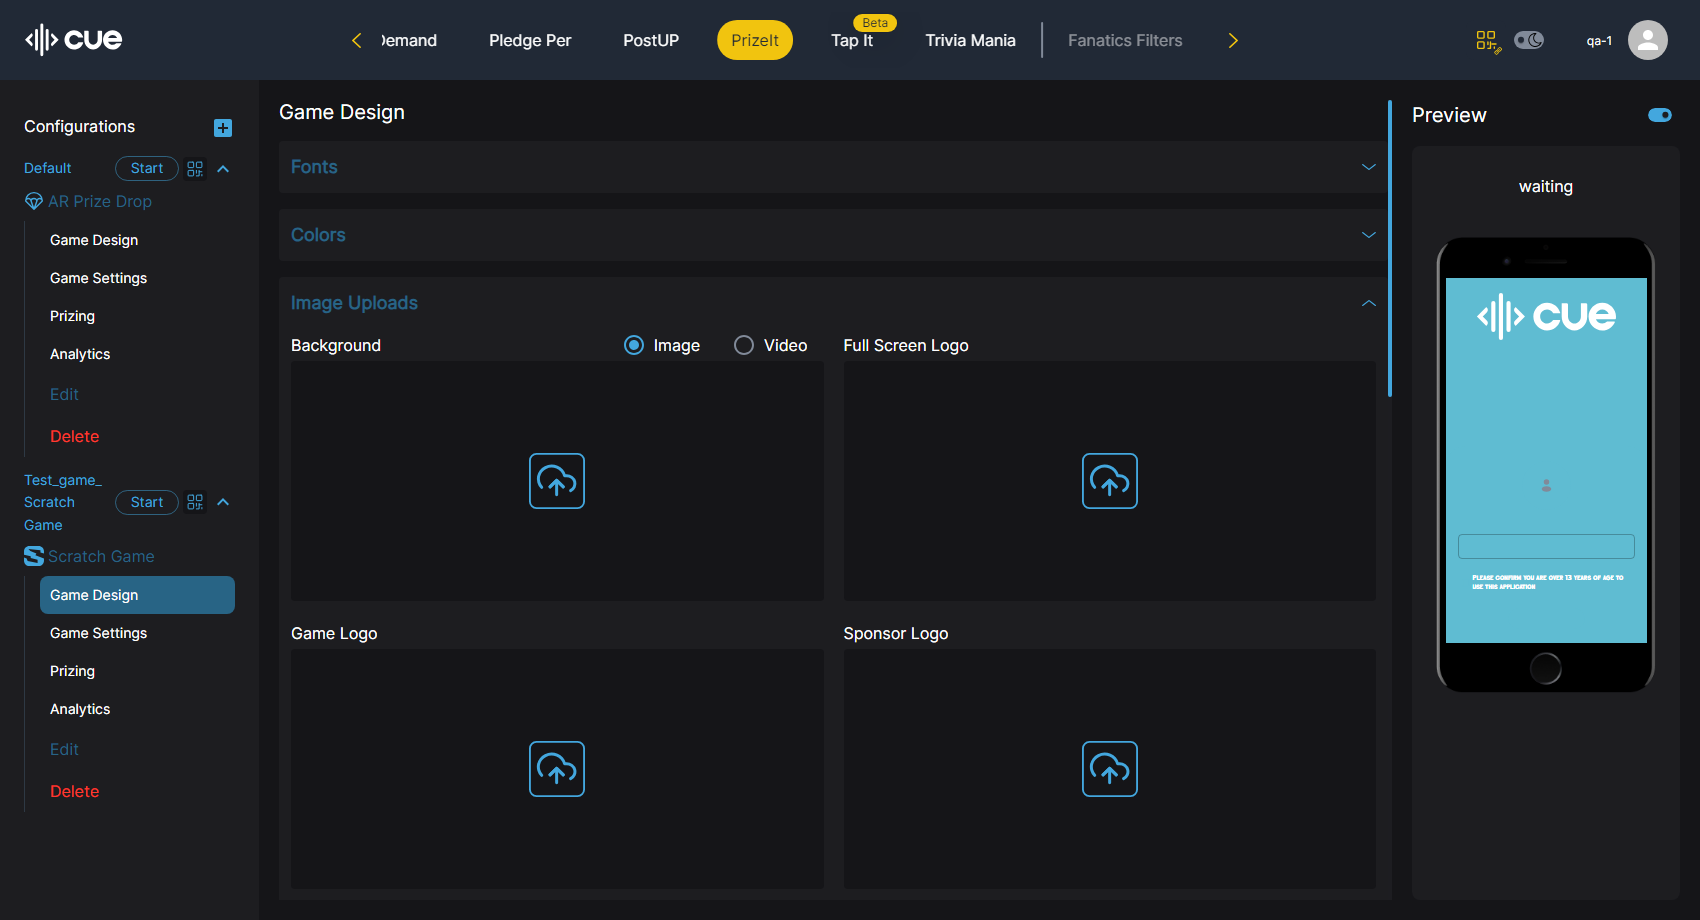 cue
Demand
Pledge Per
PostUP
PrizeIt
Beta
Tap It
Trivia Mania
Fanatics Filters
qa-1
Configurations
Default
Start
AR Prize Drop
Game Design
Game Settings
Prizing
Analytics
Edit
Delete
Test_game_
Scratch
Game
Start
Scratch Game
Game Design
Game Settings
Prizing
Analytics
Edit
Delete
Game Design
Fonts
Colors
Image Uploads
Background
Image
Video
Full Screen Logo
Game Logo
Sponsor Logo
Preview
waiting
cue
Please confirm you are over 13 years of age to
use this application